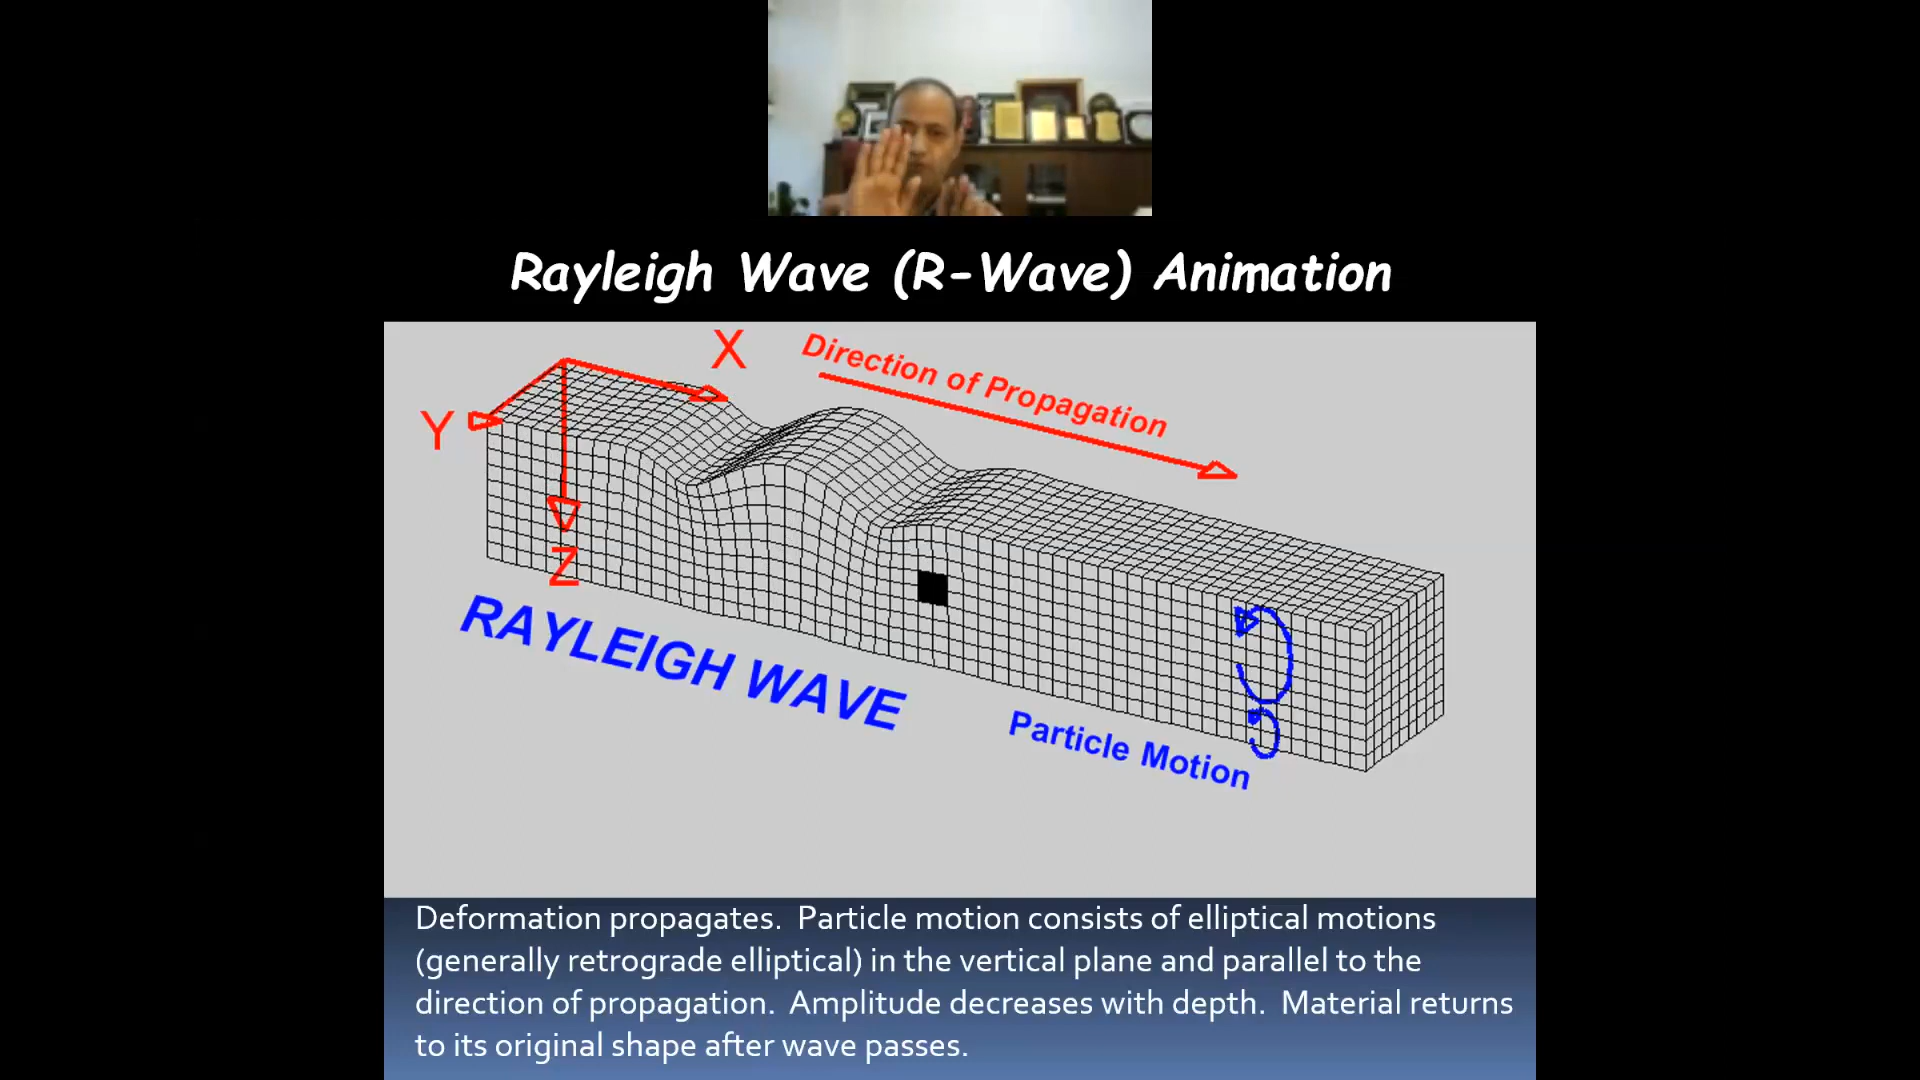 Rayleigh Wave (R-Wave) Animation
X
Direction of Propagation
Y
Z
RAYLEIGH WAVE
Particle Motion
Deformation propagates.  Particle motion consists of elliptical motions
(generally retrograde elliptical) in the vertical plane and parallel to the
direction of propagation.  Amplitude decreases with depth.  Material returns
to its original shape after wave passes.